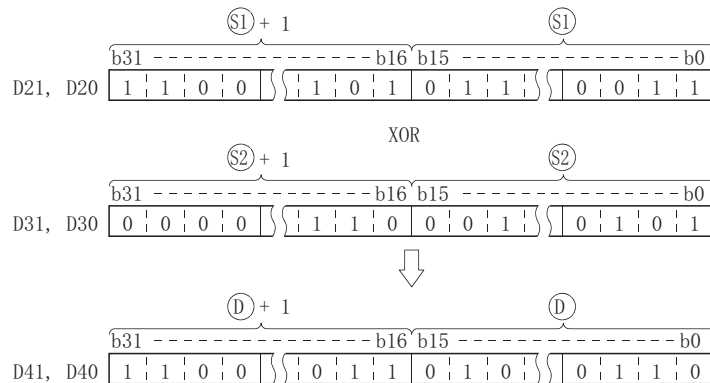 S1 + 1 S1
b31 b16 b15 b0
D21, D20 1 1 0 0 1 0 1 0 1 1 0 0 1 1
XOR
S2 + 1 S2
b31 b16 b15 b0
D31, D30 0 0 0 0 1 1 0 0 0 1 0 1 0 1
D + 1 D
b31 b16 b15 b0
D41, D40 1 1 0 0 0 1 1 0 1 0 0 1 1 0